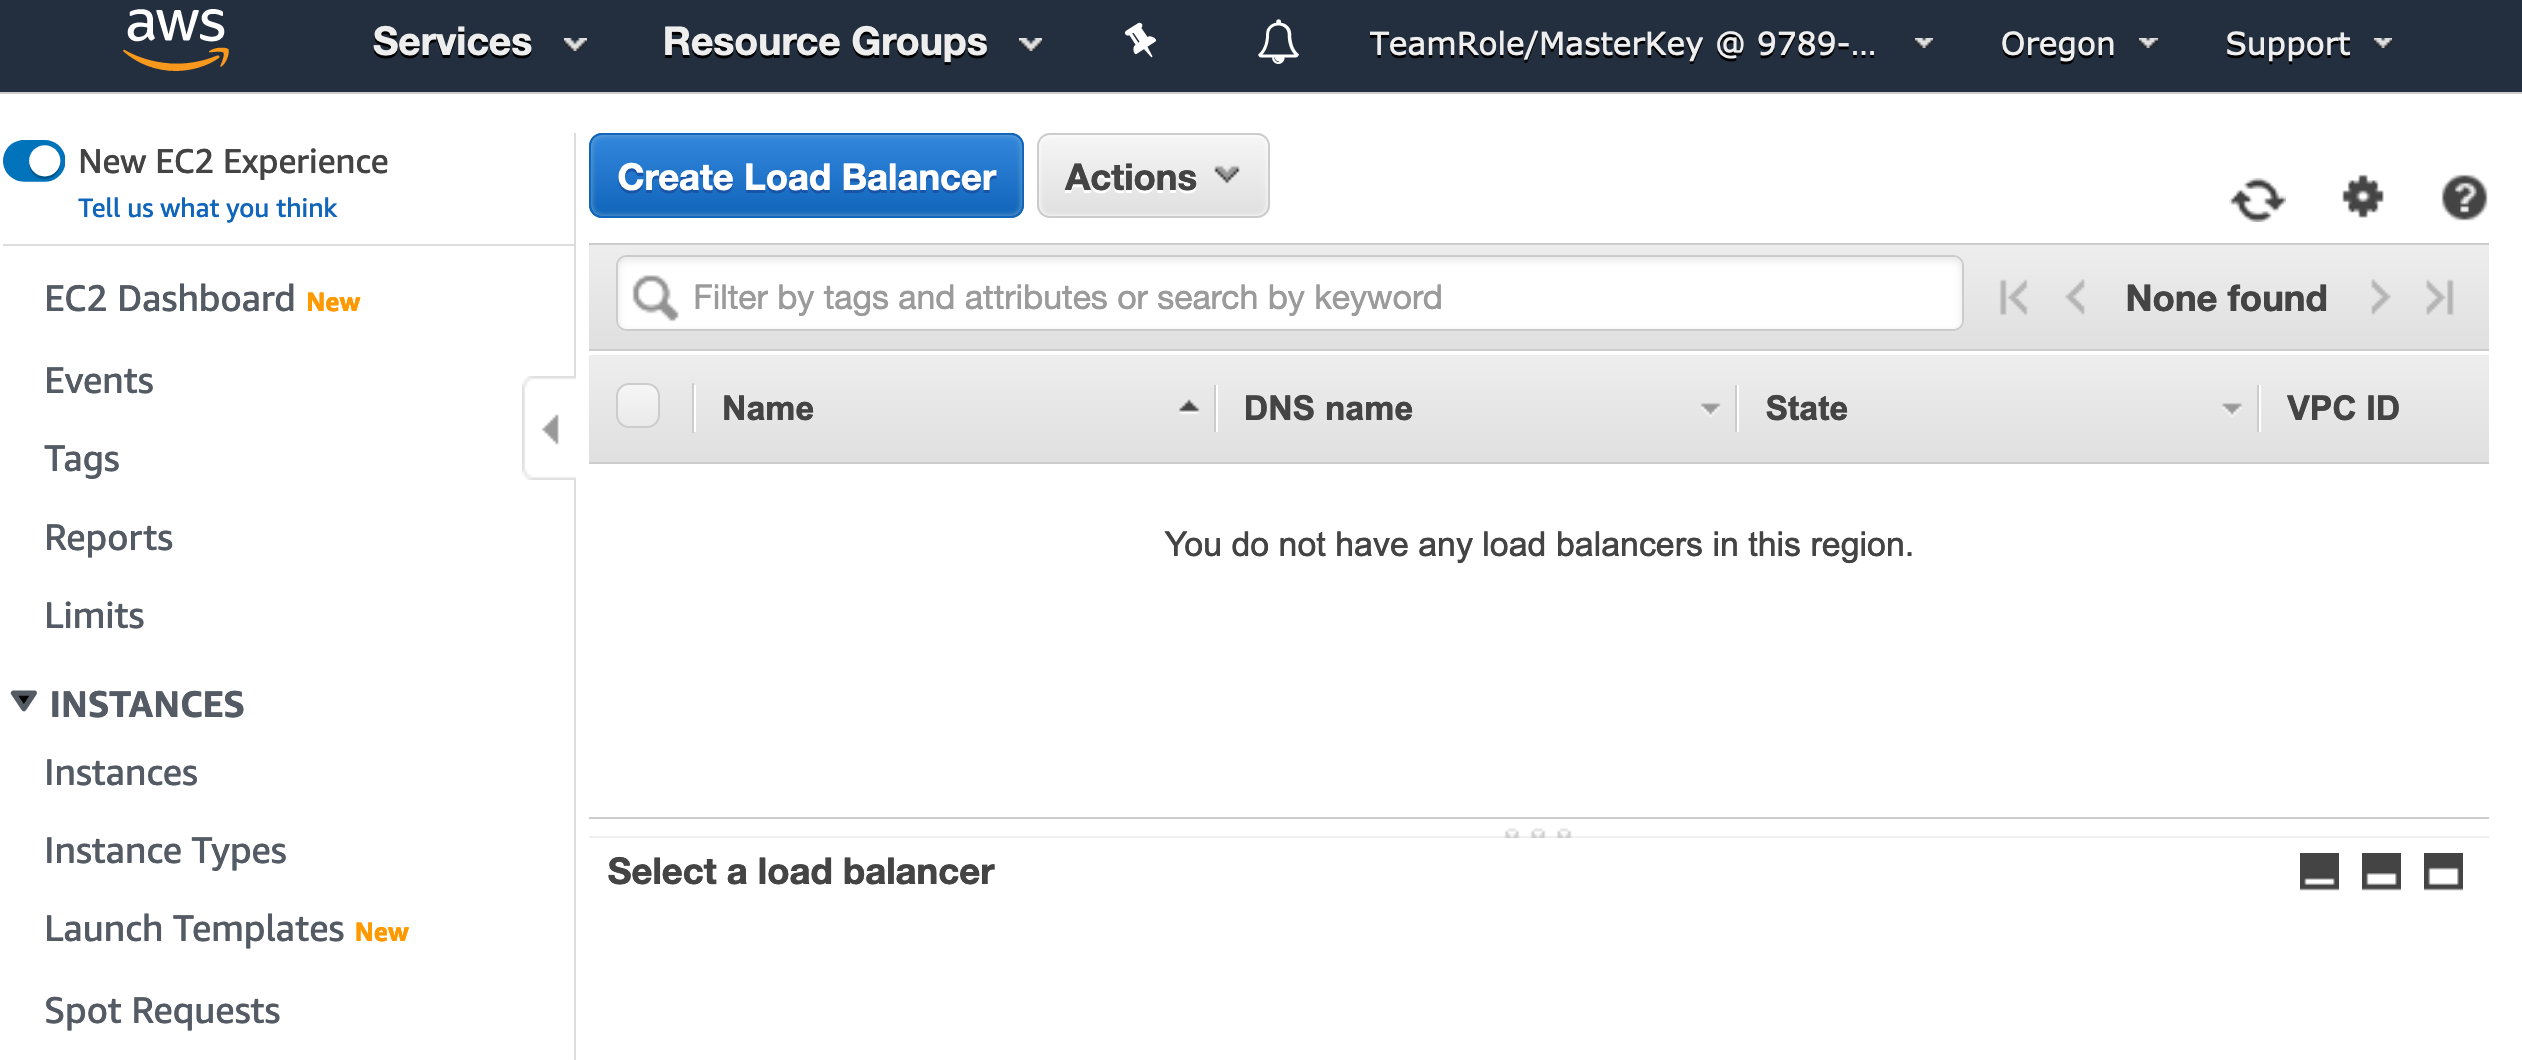 aws Services Resource Groups TeamRole/MasterKey @ 9789-... Oregon Support
New EC2 Experience
Tell us what you think
EC2 Dashboard New
Events
Tags
Reports
Limits
INSTANCES
Instances
Instance Types
Launch Templates New
Spot Requests
Create Load Balancer Actions
Filter by tags and attributes or search by keyword None found
Name DNS name State VPC ID
You do not have any load balancers in this region.
Select a load balancer